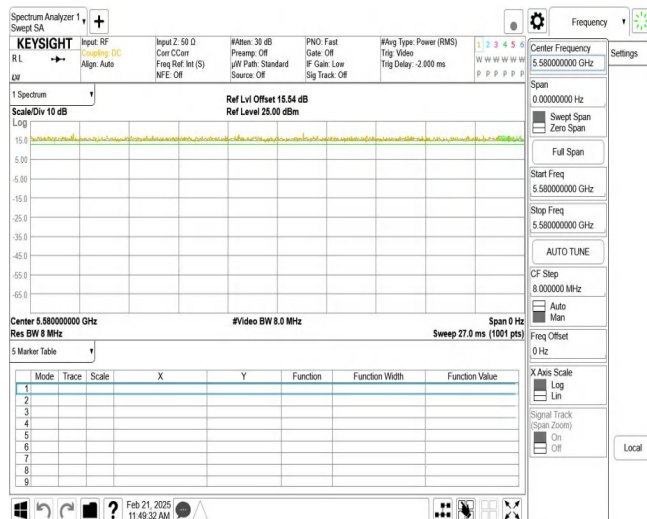 Spectrum Analyzer 1
Swept SA
Frequency
KEYSIGHT
RL
Input: RF
Coupling: DC
Align: Auto
Input Z: 50 Ω
Corr CCorr
Freq Ref: Int (S)
NFE: Off
#Atten: 30 dB
Preamp: Off
µW Path: Standard
Source: Off
PNO: Fast
Gate: Off
IF Gain: Low
Sig Track: Off
#Avg Type: Power (RMS)
Trig: Video
Trig Delay: -2.000 ms
1 2 3 4 5 6
W W W W W W
P P P P P P
1 Spectrum
Scale/Div 10 dB
Ref Lvl Offset 15.54 dB
Ref Level 25.00 dBm
Log
15.0
5.00
-5.00
-15.0
-25.0
-35.0
-45.0
-55.0
-65.0
Center 5.580000000 GHz
#Video BW 8.0 MHz
Span 0 Hz
Res BW 8 MHz
Sweep 27.0 ms (1001 pts)
5 Marker Table
Mode Trace Scale X Y Function Function Width Function Value
1
2
3
4
5
6
7
8
9
Feb 21, 2025
11:49:32 AM
Center Frequency
5.580000000 GHz
Settings
Span
0.00000000 Hz
Swept Span
Zero Span
Full Span
Start Freq
5.580000000 GHz
Stop Freq
5.580000000 GHz
AUTO TUNE
CF Step
8.000000 MHz
Auto
Man
Freq Offset
0 Hz
X Axis Scale
Log
Lin
Signal Track
(Span Zoom)
On
Off
Local